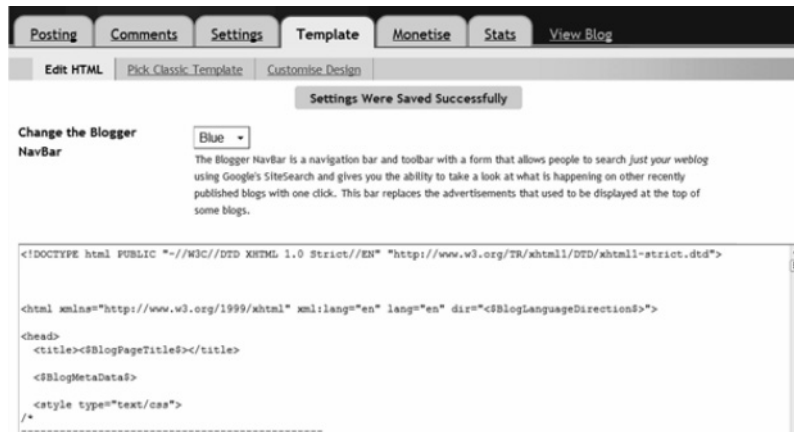 Posting Comments Settings Template Monetise Stats View Blog
Edit HTML Pick Classic Template Customise Design
Settings Were Saved Successfully
Change the Blogger
NavBar
Blue
The Blogger NavBar is a navigation bar and toolbar with a form that allows people to search just your weblog
using Google's SiteSearch and gives you the ability to take a look at what is happening on other recently
published blogs with one click. This bar replaces the advertisements that used to be displayed at the top of
some blogs.
<!DOCTYPE html PUBLIC "-//W3C//DTD XHTML 1.0 Strict//EN" "http://www.w3.org/TR/xhtml1/DTD/xhtml1-strict.dtd">
<html xmlns="http://www.w3.org/1999/xhtml" xml:lang="en" lang="en" dir="<$BlogLanguageDirection$>">
<head>
<title><$BlogPageTitle$></title>
<$BlogMetaData$>
<style type="text/css">
/*